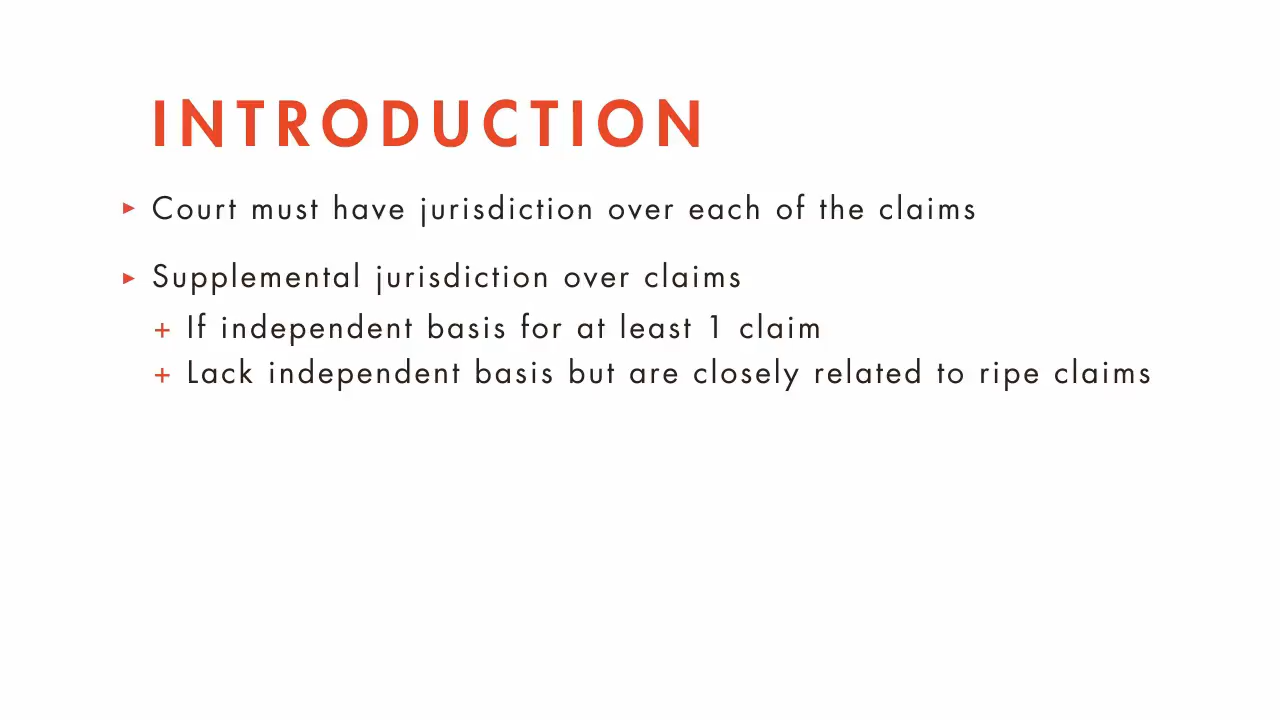 INTRODUCTION
▸ Court must have jurisdiction over each of the claims
▸ Supplemental jurisdiction over claims
+ If independent basis for at least 1 claim
+ Lack independent basis but are closely related to ripe claims